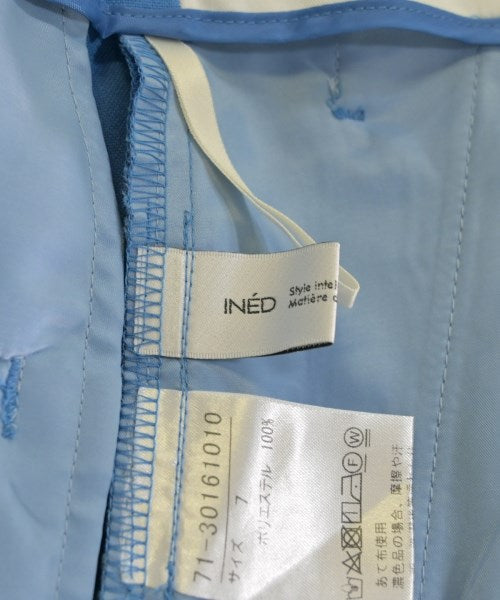 INÉD
Style inte
Matière d
71-30161010
サイズ 7
ポリエステル 100%
F W
あて布使用
濃色品の場合、摩擦や汗